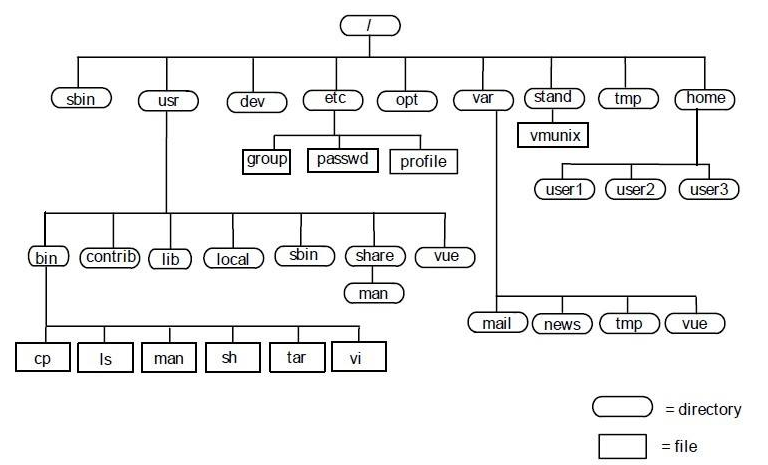 /
sbin usr dev etc opt var stand tmp home
vmunix
group passwd profile
user1 user2 user3
bin contrib lib local sbin share vue
man
mail news tmp vue
cp ls man sh tar vi
= directory
= file